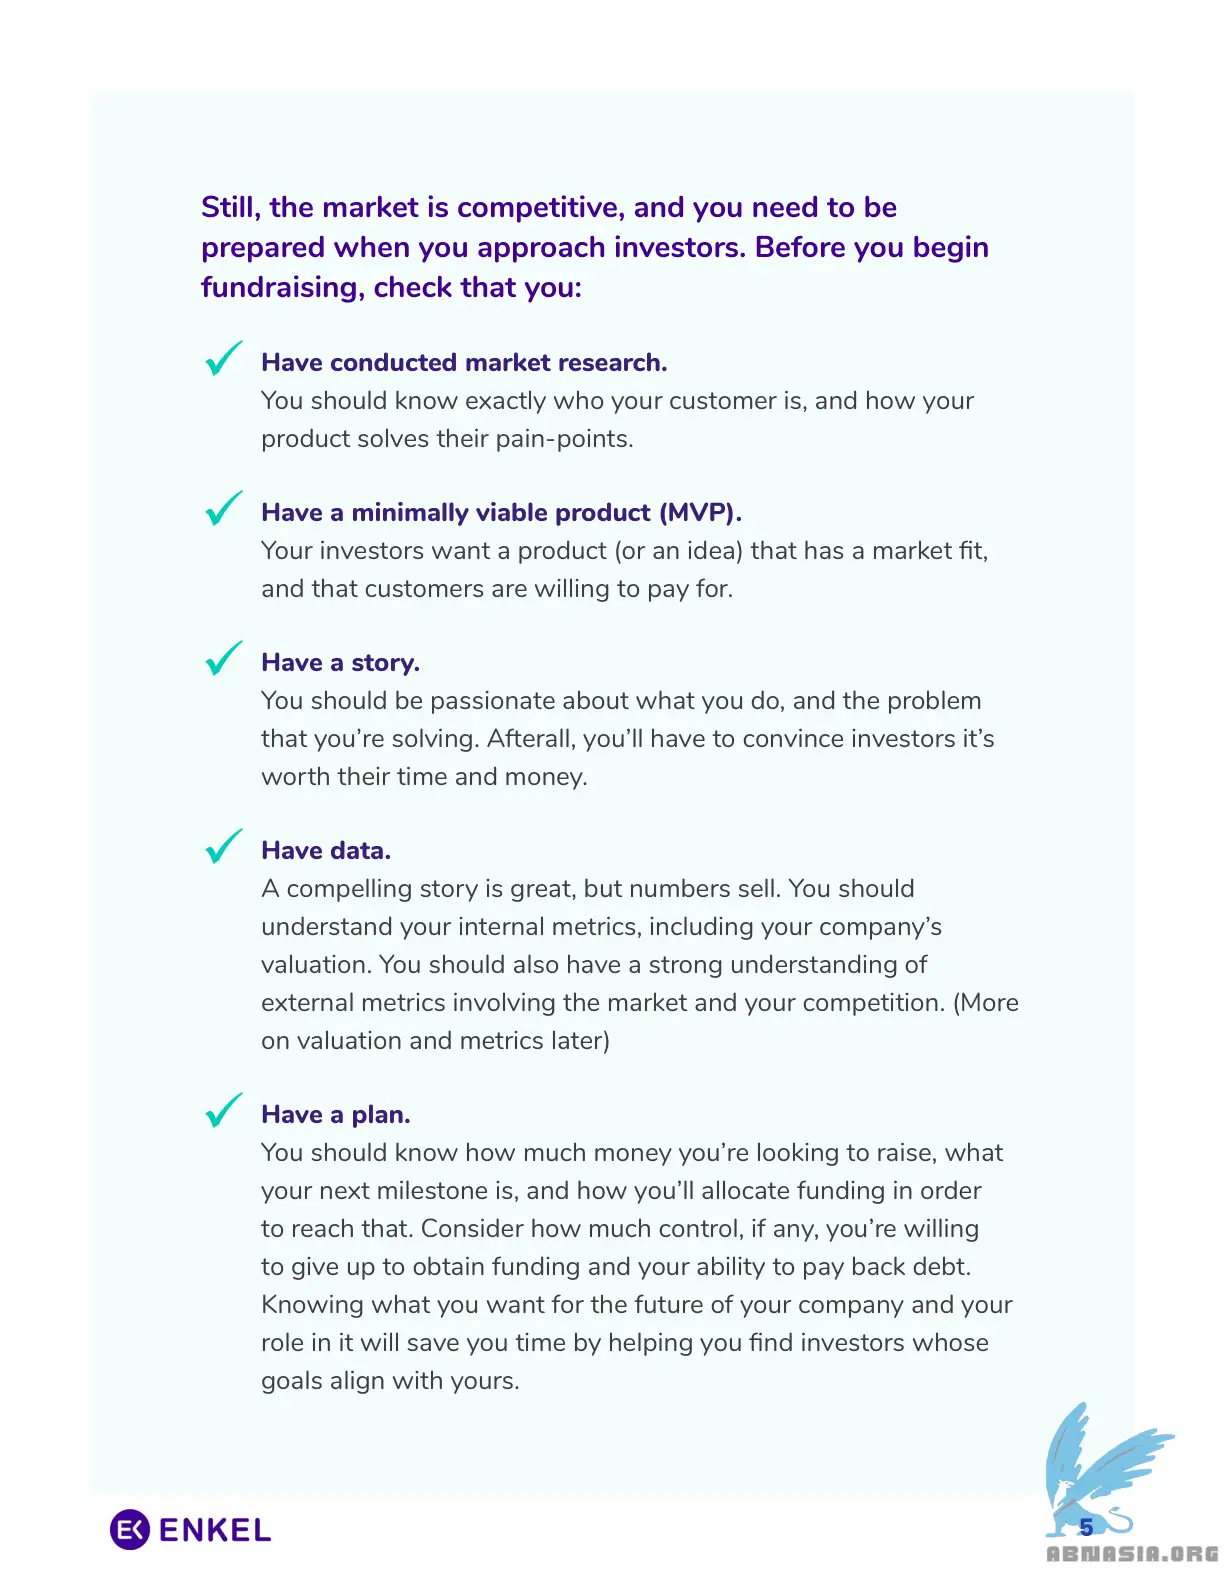 Still, the market is competitive, and you need to be
prepared when you approach investors. Before you begin
fundraising, check that you:
Have conducted market research.
You should know exactly who your customer is, and how your
product solves their pain-points.
Have a minimally viable product (MVP).
Your investors want a product (or an idea) that has a market fit,
and that customers are willing to pay for.
Have a story.
You should be passionate about what you do, and the problem
that you’re solving. Afterall, you’ll have to convince investors it’s
worth their time and money.
Have data.
A compelling story is great, but numbers sell. You should
understand your internal metrics, including your company’s
valuation. You should also have a strong understanding of
external metrics involving the market and your competition. (More
on valuation and metrics later)
Have a plan.
You should know how much money you’re looking to raise, what
your next milestone is, and how you’ll allocate funding in order
to reach that. Consider how much control, if any, you’re willing
to give up to obtain funding and your ability to pay back debt.
Knowing what you want for the future of your company and your
role in it will save you time by helping you find investors whose
goals align with yours.
EK ENKEL
5
ABNASIA.ORG